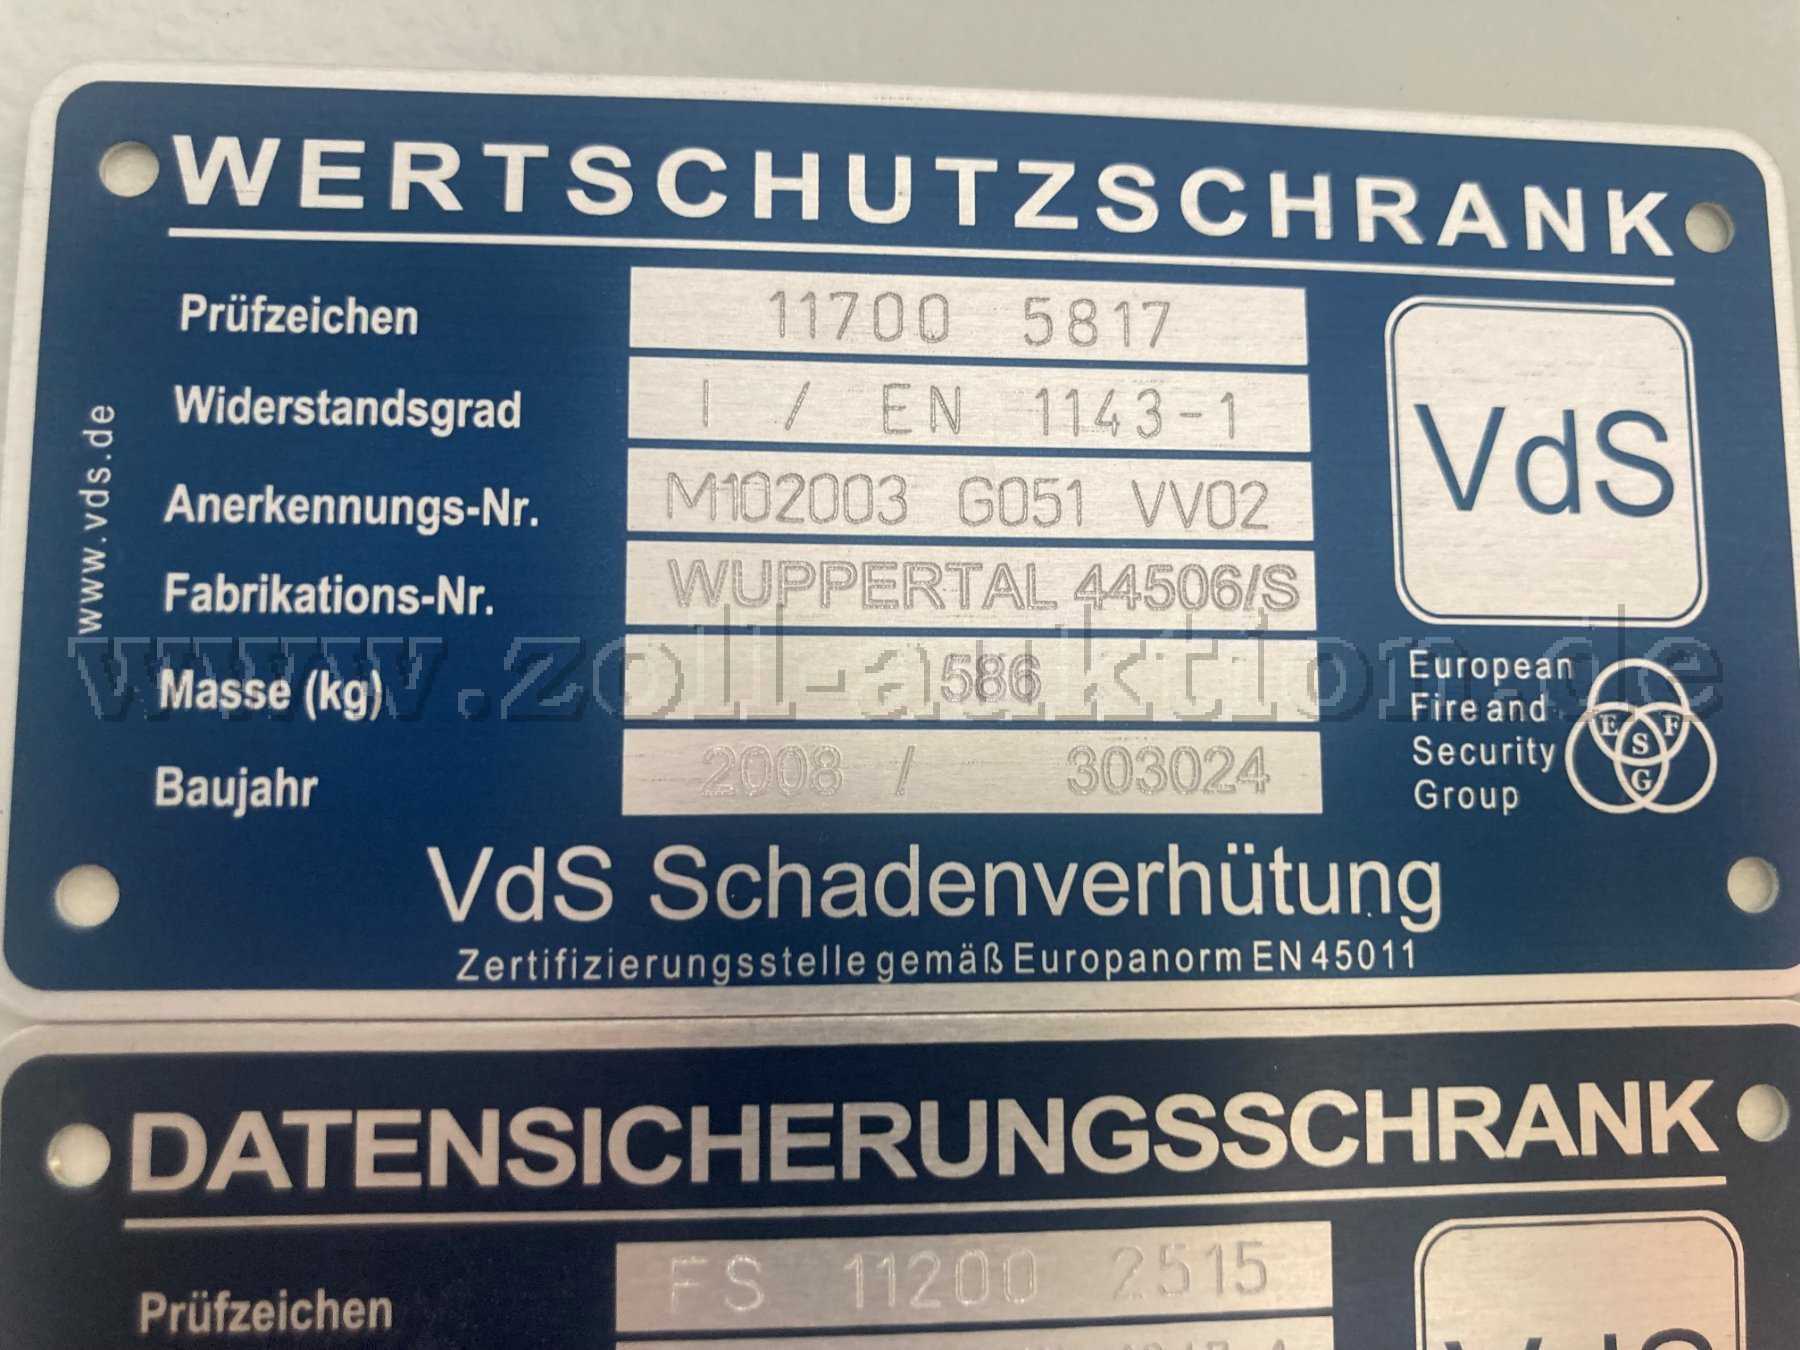 WERTSCHUTZSCHRANK
Prüfzeichen 11700 5817
Widerstandsgrad I / EN 1143-1
Anerkennungs-Nr. M102003 G051 VV02
Fabrikations-Nr. WUPPERTAL 44506/S
Masse (kg) 586
Baujahr 2008 / 303024
www.vds.de
VdS
European
Fire and
Security
Group
E S F G
VdS Schadenverhütung
Zertifizierungsstelle gemäß Europanorm EN 45011
www.zoll-auktion.de
DATENSICHERUNGSSCHRANK
Prüfzeichen FS 11200 2515
VdS